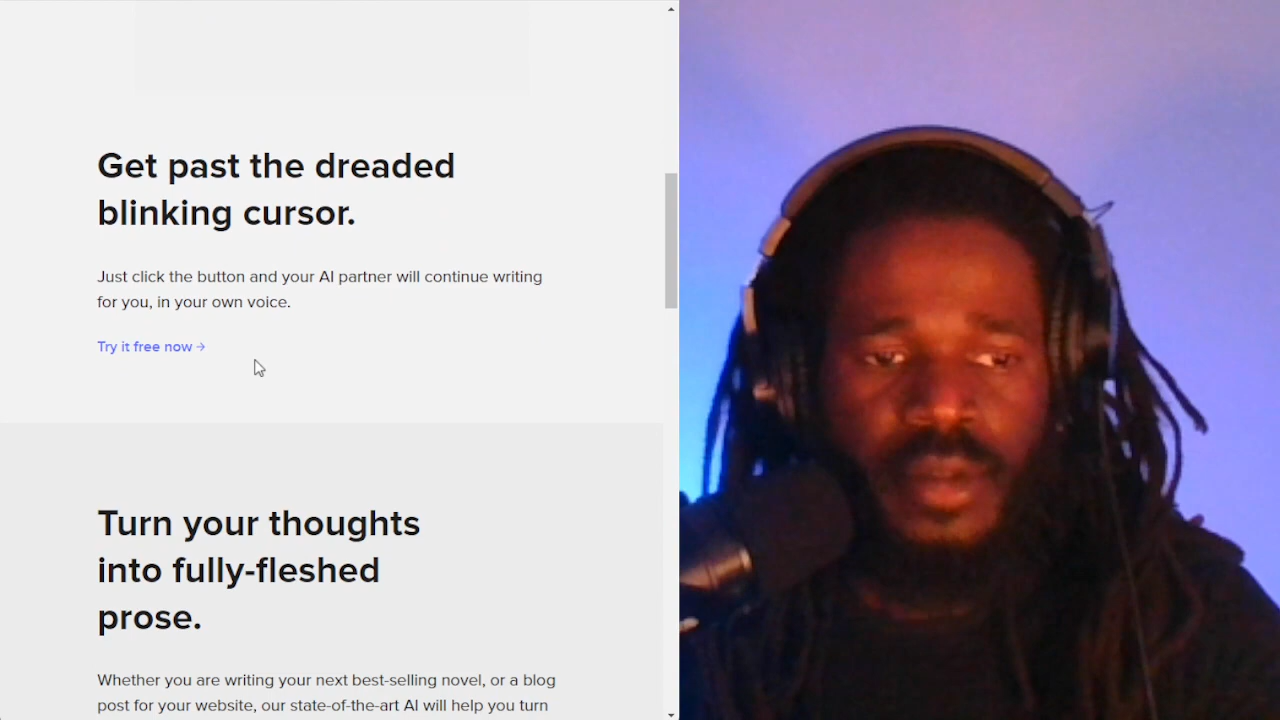 Get past the dreaded
blinking cursor.
Just click the button and your AI partner will continue writing
for you, in your own voice.
Try it free now →
Turn your thoughts
into fully-fleshed
prose.
Whether you are writing your next best-selling novel, or a blog
post for your website, our state-of-the-art AI will help you turn